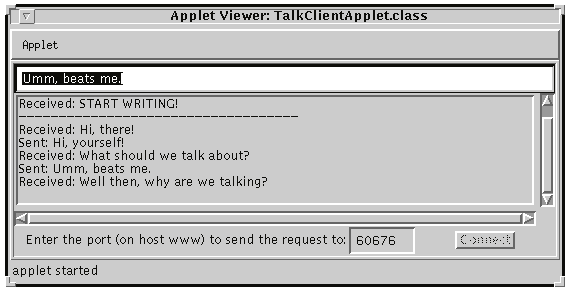 Applet Viewer: TalkClientApplet.class
Applet
Umm, beats me.
Received: START WRITING!
------------------------------------
Received: Hi, there!
Sent: Hi, yourself!
Received: What should we talk about?
Sent: Umm, beats me.
Received: Well then, why are we talking?
Enter the port (on host www) to send the request to: 60676 Connect
applet started